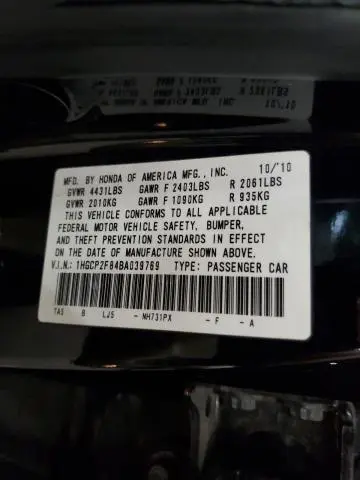 MFD. BY HONDA OF AMERICA MFG., INC. 10/'10
GVWR 4431LBS GAWR F 2403LBS R 2061LBS
GVWR 2010KG GAWR F 1090KG R 935KG
THIS VEHICLE CONFORMS TO ALL APPLICABLE
FEDERAL MOTOR VEHICLE SAFETY, BUMPER,
AND THEFT PREVENTION STANDARDS IN EFFECT
ON THE DATE OF MANUFACTURE SHOWN ABOVE.
V.I.N.: 1HGCP2F84BA039769 TYPE: PASSENGER CAR
TA5 B LJ5 - NH731PX - F - A